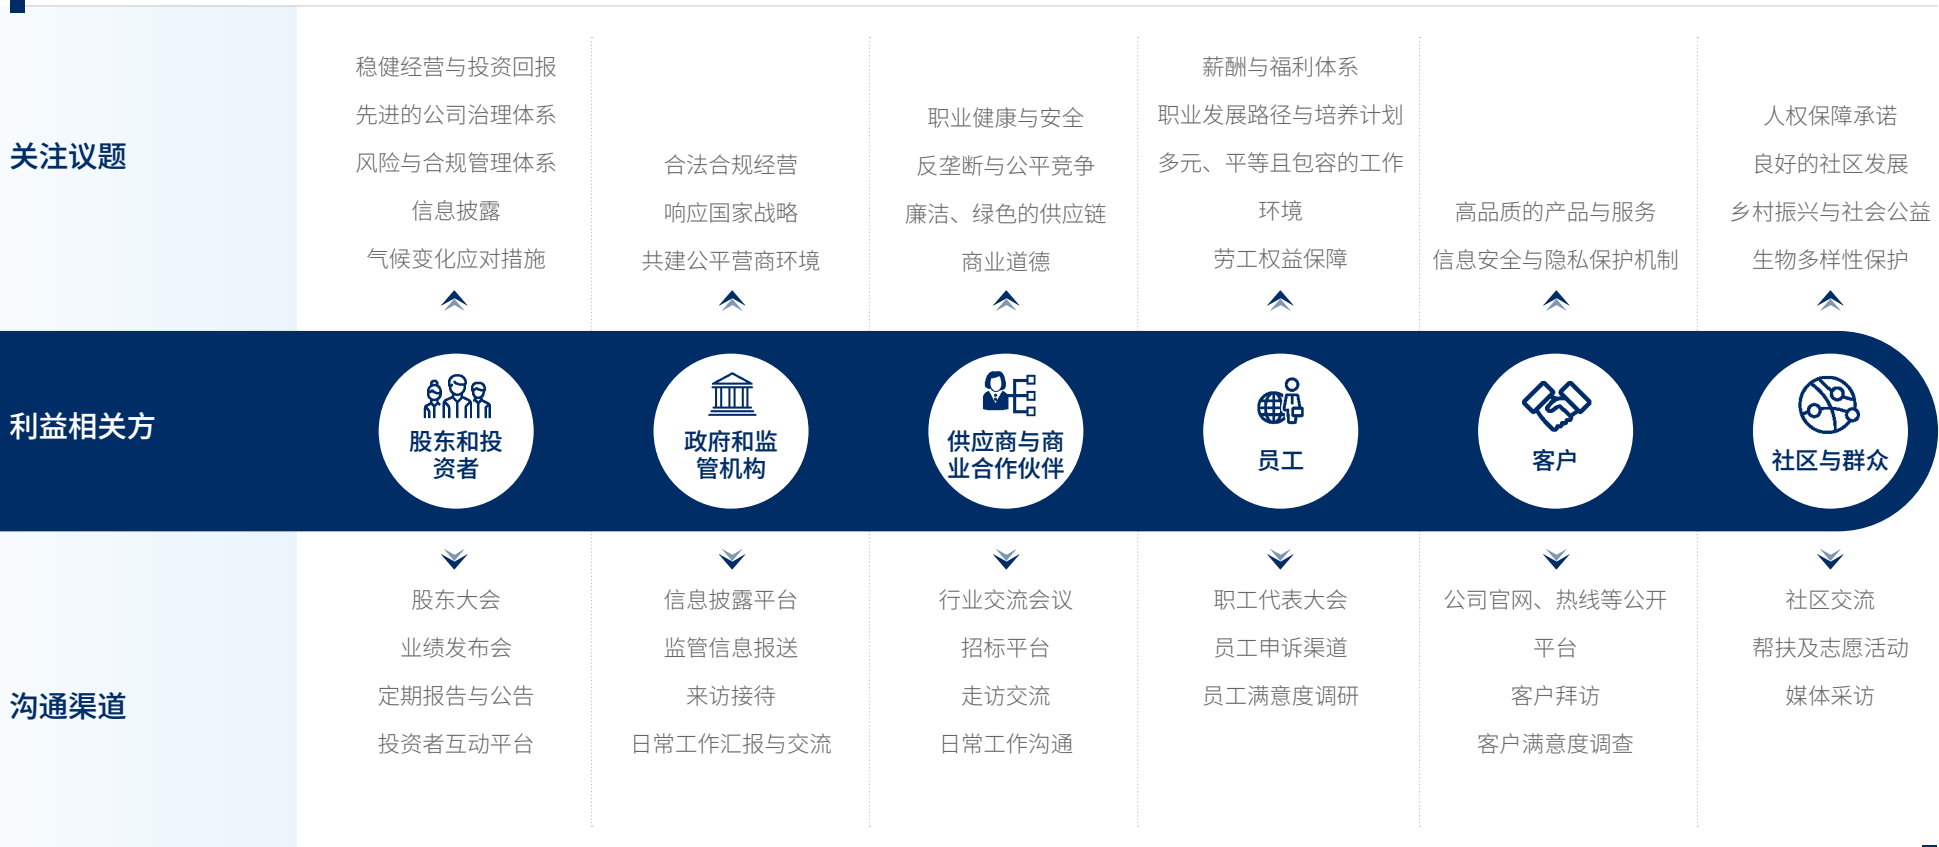 关注议题
稳健经营与投资回报
先进的公司治理体系
风险与合规管理体系
信息披露
气候变化应对措施
合法合规经营
响应国家战略
共建公平营商环境
职业健康与安全
反垄断与公平竞争
廉洁、绿色的供应链
商业道德
薪酬与福利体系
职业发展路径与培养计划
多元、平等且包容的工作
环境
劳工权益保障
高品质的产品与服务
信息安全与隐私保护机制
人权保障承诺
良好的社区发展
乡村振兴与社会公益
生物多样性保护
利益相关方
股东和投
资者
政府和监
管机构
供应商与商
业合作伙伴
员工
客户
社区与群众
沟通渠道
股东大会
业绩发布会
定期报告与公告
投资者互动平台
信息披露平台
监管信息报送
来访接待
日常工作汇报与交流
行业交流会议
招标平台
走访交流
日常工作沟通
职工代表大会
员工申诉渠道
员工满意度调研
公司官网、热线等公开
平台
客户拜访
客户满意度调查
社区交流
帮扶及志愿活动
媒体采访